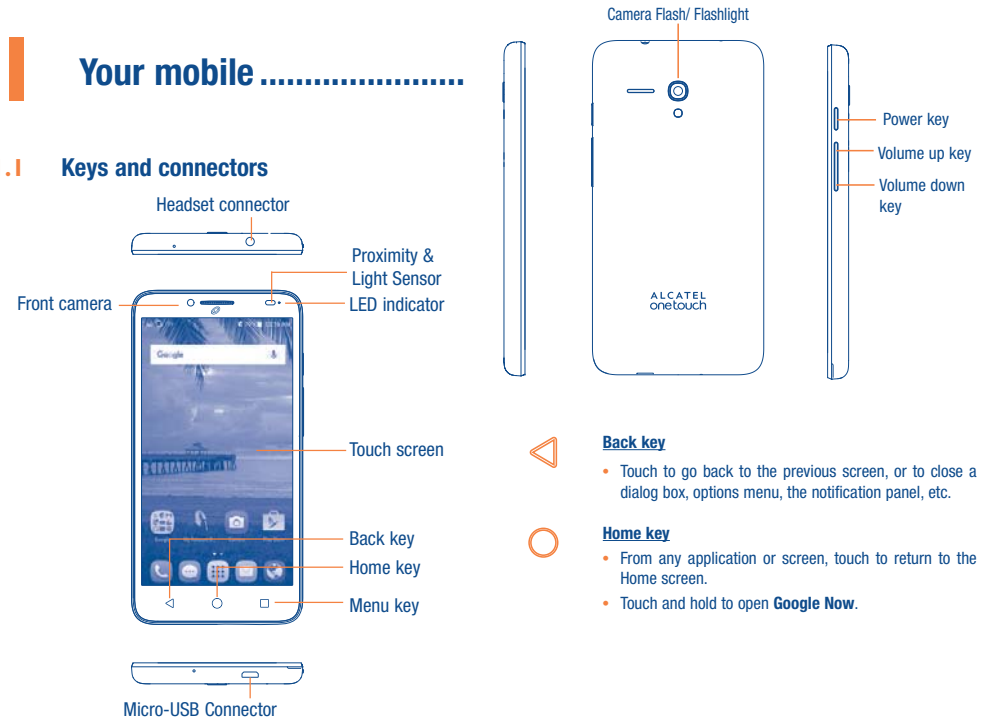 Your mobile ........................
.1 Keys and connectors
Headset connector
Proximity &
Light Sensor
Front camera
LED indicator
Google
Touch screen
Back key
Home key
Menu key
Micro-USB Connector
Camera Flash/ Flashlight
Power key
Volume up key
Volume down
key
ALCATEL
onetouch
Back key
• Touch to go back to the previous screen, or to close a
dialog box, options menu, the notification panel, etc.
Home key
• From any application or screen, touch to return to the
Home screen.
• Touch and hold to open Google Now.